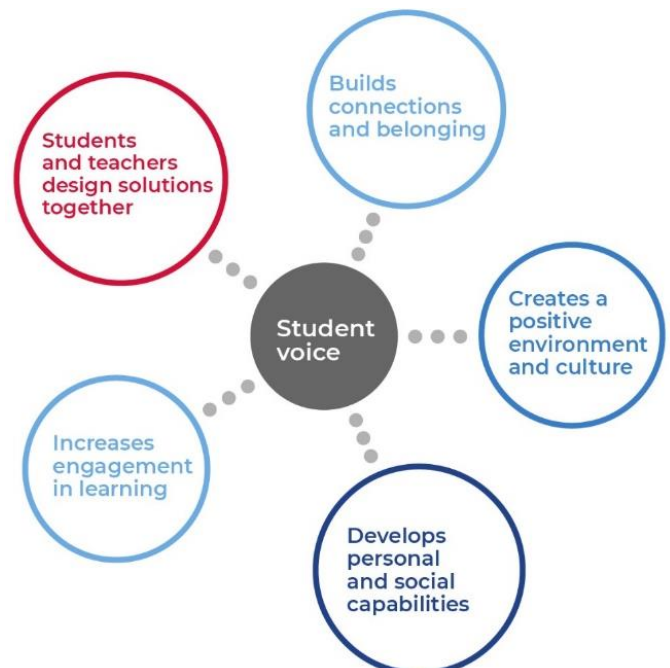 Builds
connections
and belonging
Students
and teachers
design solutions
together
Student
voice
Creates a
positive
environment
and culture
Increases
engagement
in learning
Develops
personal
and social
capabilities